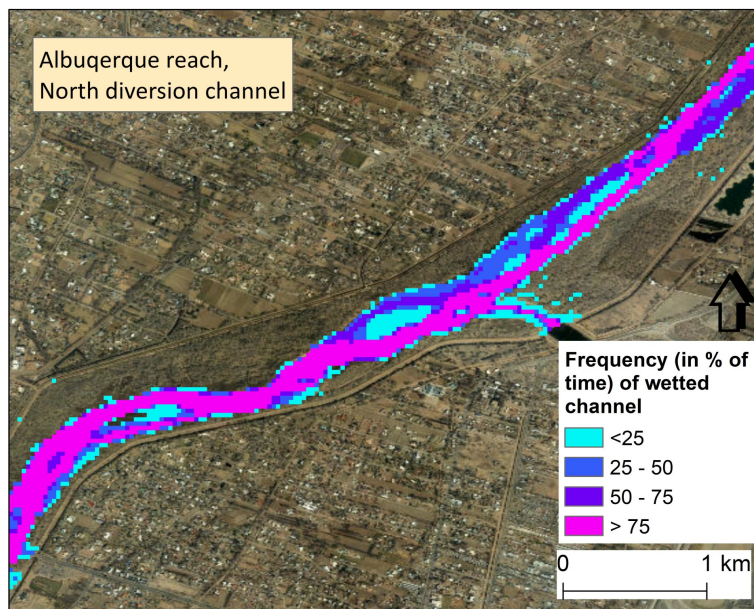 Albuqerque reach,
North diversion channel
Frequency (in % of
time) of wetted
channel
<25
25 - 50
50 - 75
> 75
0
1 km